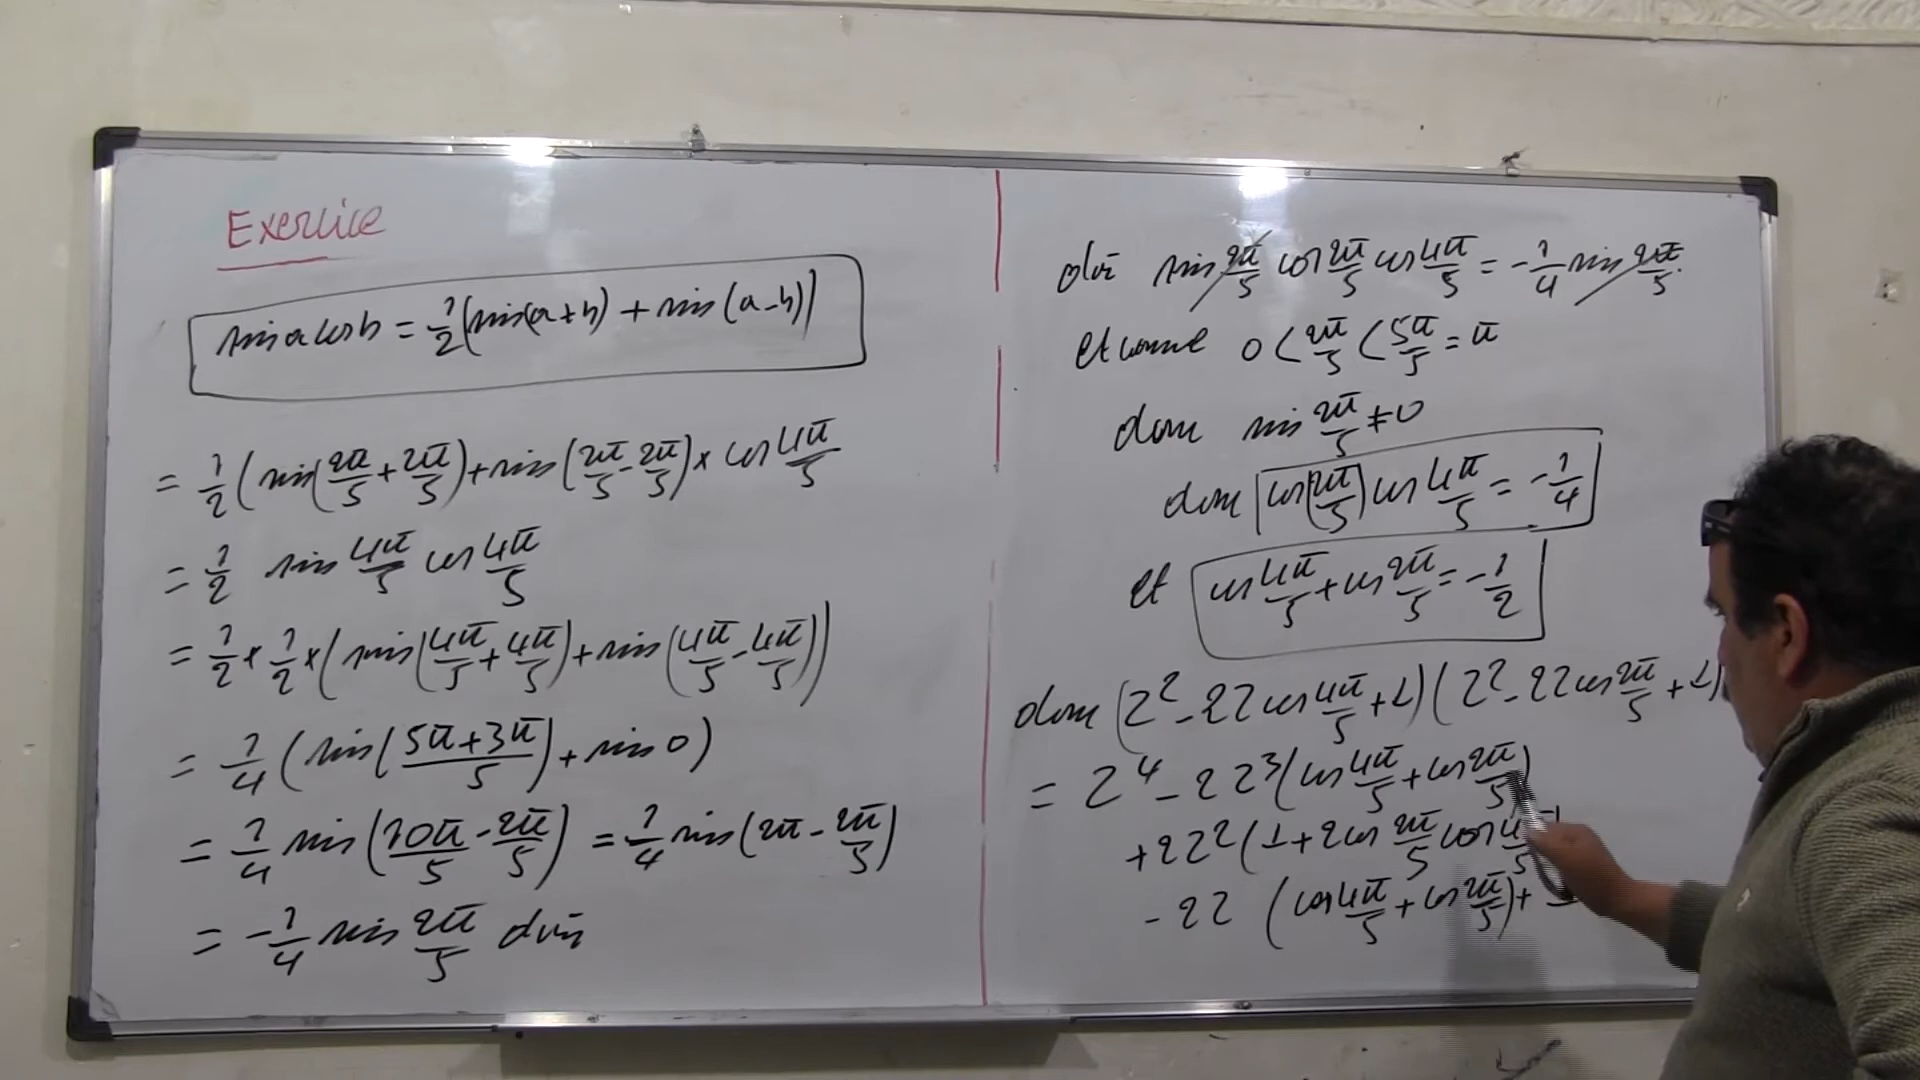 Exercice
sin a cos b = 1/2 (sin(a+b) + sin(a-b))
= 1/2 (sin(2π/5 + 2π/5) + sin(2π/5 - 2π/5) × cos 4π/5
= 1/2 sin 4π/5 cos 4π/5
= 1/2 × 1/2 × (sin(4π/5 + 4π/5) + sin(4π/5 - 4π/5))
= 1/4 (sin((5π+3π)/5) + sin 0)
= 1/4 sin(10π/5 - 2π/5) = 1/4 sin(2π - 2π/5)
= -1/4 sin 2π/5 d'où
d'où sin 2π/5 cos 2π/5 cos 4π/5 = -1/4 sin 2π/5.
et comme 0 < 2π/5 < 5π/5 = π
donc sin 2π/5 ≠ 0
donc cos(2π/5) cos 4π/5 = -1/4
et cos 4π/5 + cos 2π/5 = -1/2
donc (Z² - 2Z cos 4π/5 + 1)(Z² - 2Z cos 2π/5 + 1)
= Z⁴ - 2Z³(cos 4π/5 + cos 2π/5)
+ 2Z² (1 + 2cos 2π/5 cos 4π/5
- 2Z (cos 4π/5 + cos 2π/5) +